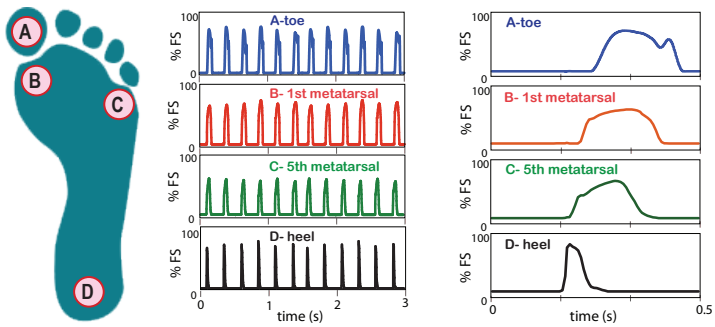 A
B
C
D
A-toe
100
% FS
0
B- 1st metatarsal
100
% FS
0
C- 5th metatarsal
100
% FS
0
D- heel
100
% FS
0
0 1 2 3
time (s)
A-toe
100
% FS
0
B- 1st metatarsal
100
% FS
0
C- 5th metatarsal
100
% FS
0
D- heel
100
% FS
0
0 0.5
time (s)